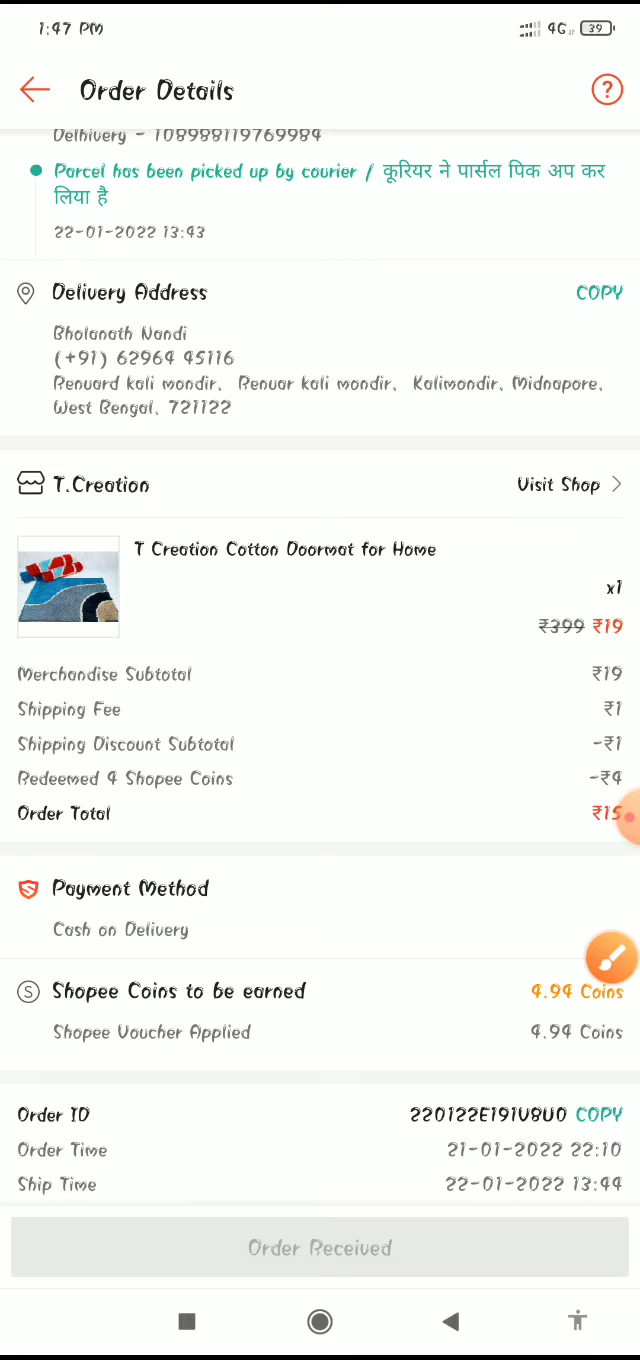 1:47 PM 4G 39
Order Details ?
Delhivery - 108988119769984
Parcel has been picked up by courier / कूरियर ने पार्सल पिक अप कर
लिया है
22-01-2022 13:43
Delivery Address COPY
Bholanath Nandi
(+91) 62964 45116
Benuard kali mondir, Benuar kali mondir, Kalimondir, Midnapore,
West Bengal, 721122
T.Creation Visit Shop
T Creation Cotton Doormat for Home
x1
₹399 ₹19
Merchandise Subtotal ₹19
Shipping Fee ₹1
Shipping Discount Subtotal -₹1
Redeemed 4 Shopee Coins -₹4
Order Total ₹15
Payment Method
Cash on Delivery
S Shopee Coins to be earned 4.94 Coins
Shopee Voucher Applied 4.94 Coins
Order ID 220122E191V8U0 COPY
Order Time 21-01-2022 22:10
Ship Time 22-01-2022 13:44
Order Received